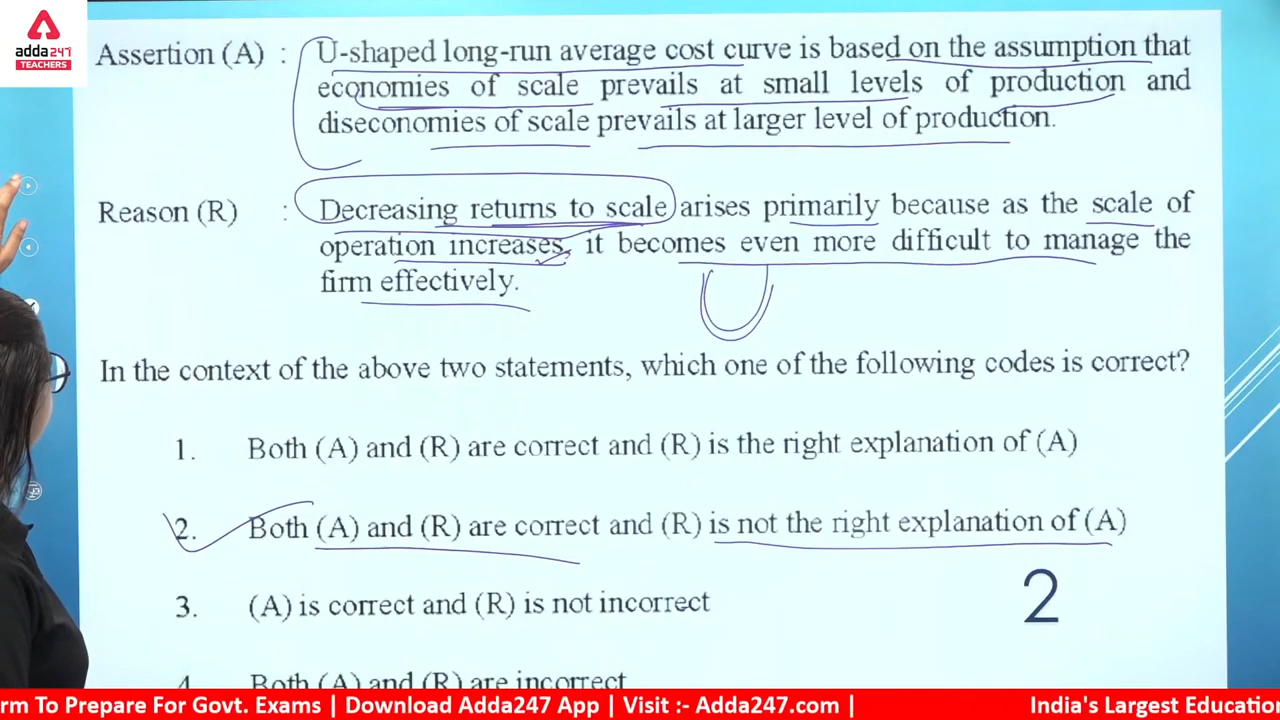 adda247
TEACHERS
Assertion (A) : U-shaped long-run average cost curve is based on the assumption that
economies of scale prevails at small levels of production and
diseconomies of scale prevails at larger level of production.
Reason (R) : Decreasing returns to scale arises primarily because as the scale of
operation increases, it becomes even more difficult to manage the
firm effectively.
In the context of the above two statements, which one of the following codes is correct?
1. Both (A) and (R) are correct and (R) is the right explanation of (A)
2. Both (A) and (R) are correct and (R) is not the right explanation of (A)
3. (A) is correct and (R) is not incorrect
2
4. Both (A) and (R) are incorrect
rm To Prepare For Govt. Exams | Download Adda247 App | Visit :- Adda247.com | India's Largest Educatio